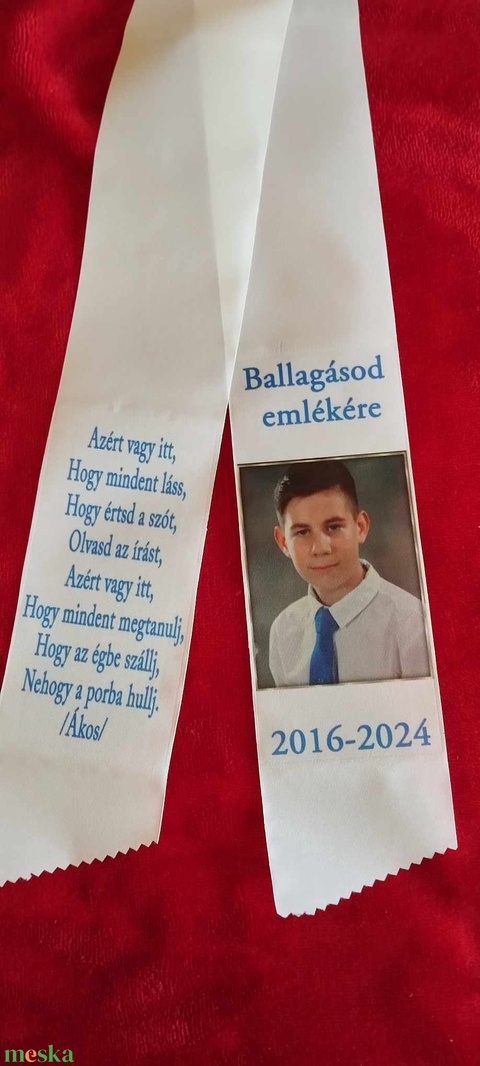 Azért vagy itt,
Hogy mindent láss,
Hogy értsd a szót,
Olvasd az írást,
Azért vagy itt,
Hogy mindent megtanulj,
Hogy az égbe szállj,
Nehogy a porba hullj.
/Ákos/
Ballagásod
emlékére
2016-2024
meska